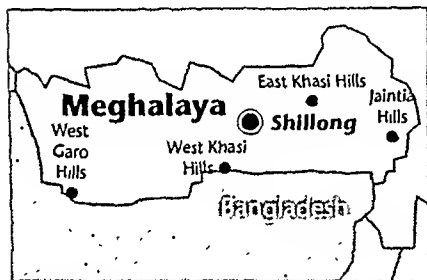 East Khasi Hills
Meghalaya
Shillong
Jaintia
Hills
West
Garo
Hills
West Khasi
Hills
Bangladesh